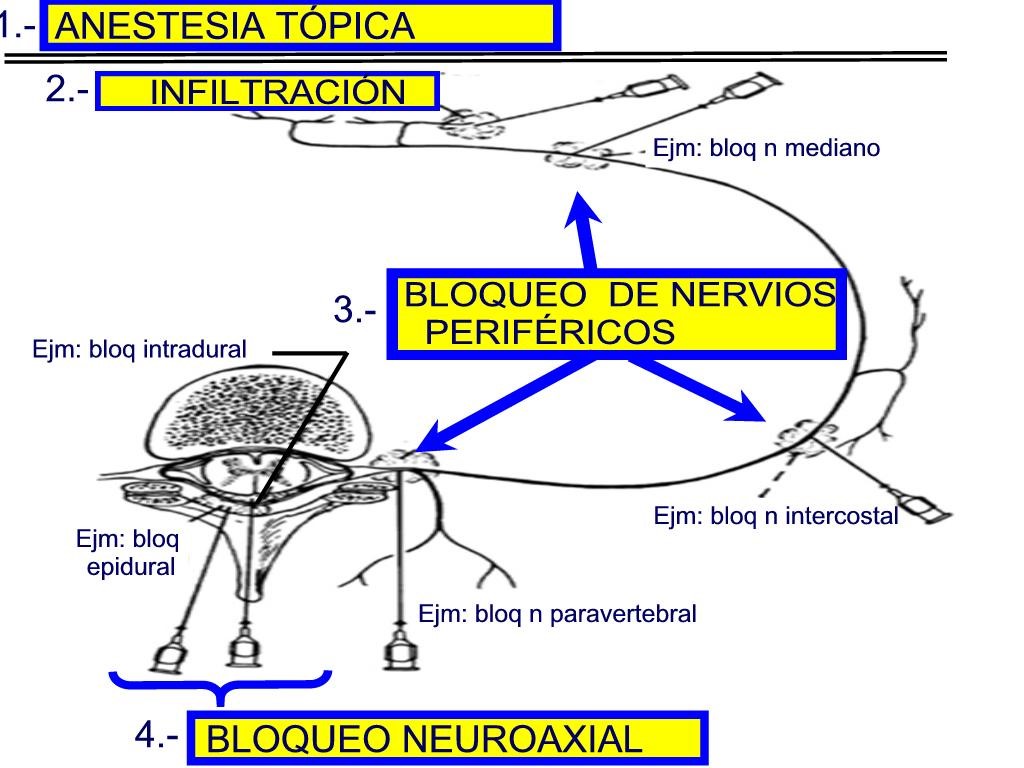 1.- ANESTESIA TÓPICA
2.- INFILTRACIÓN
Ejm: bloq n mediano
3.- BLOQUEO DE NERVIOS
PERIFÉRICOS
Ejm: bloq intradural
Ejm: bloq n intercostal
Ejm: bloq
epidural
Ejm: bloq n paravertebral
4.- BLOQUEO NEUROAXIAL